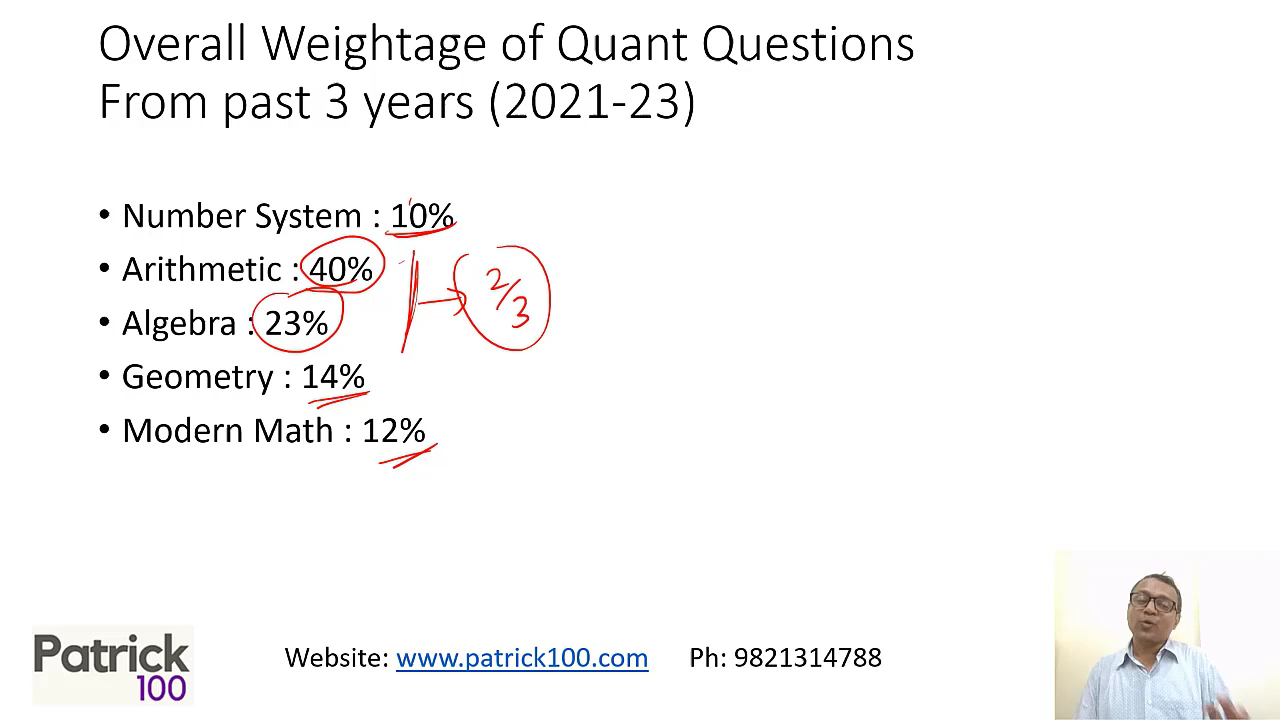 Overall Weightage of Quant Questions
From past 3 years (2021-23)
• Number System : 10%
• Arithmetic : 40%
• Algebra : 23%
• Geometry : 14%
• Modern Math : 12%
2/3
Patrick
100
Website: www.patrick100.com Ph: 9821314788